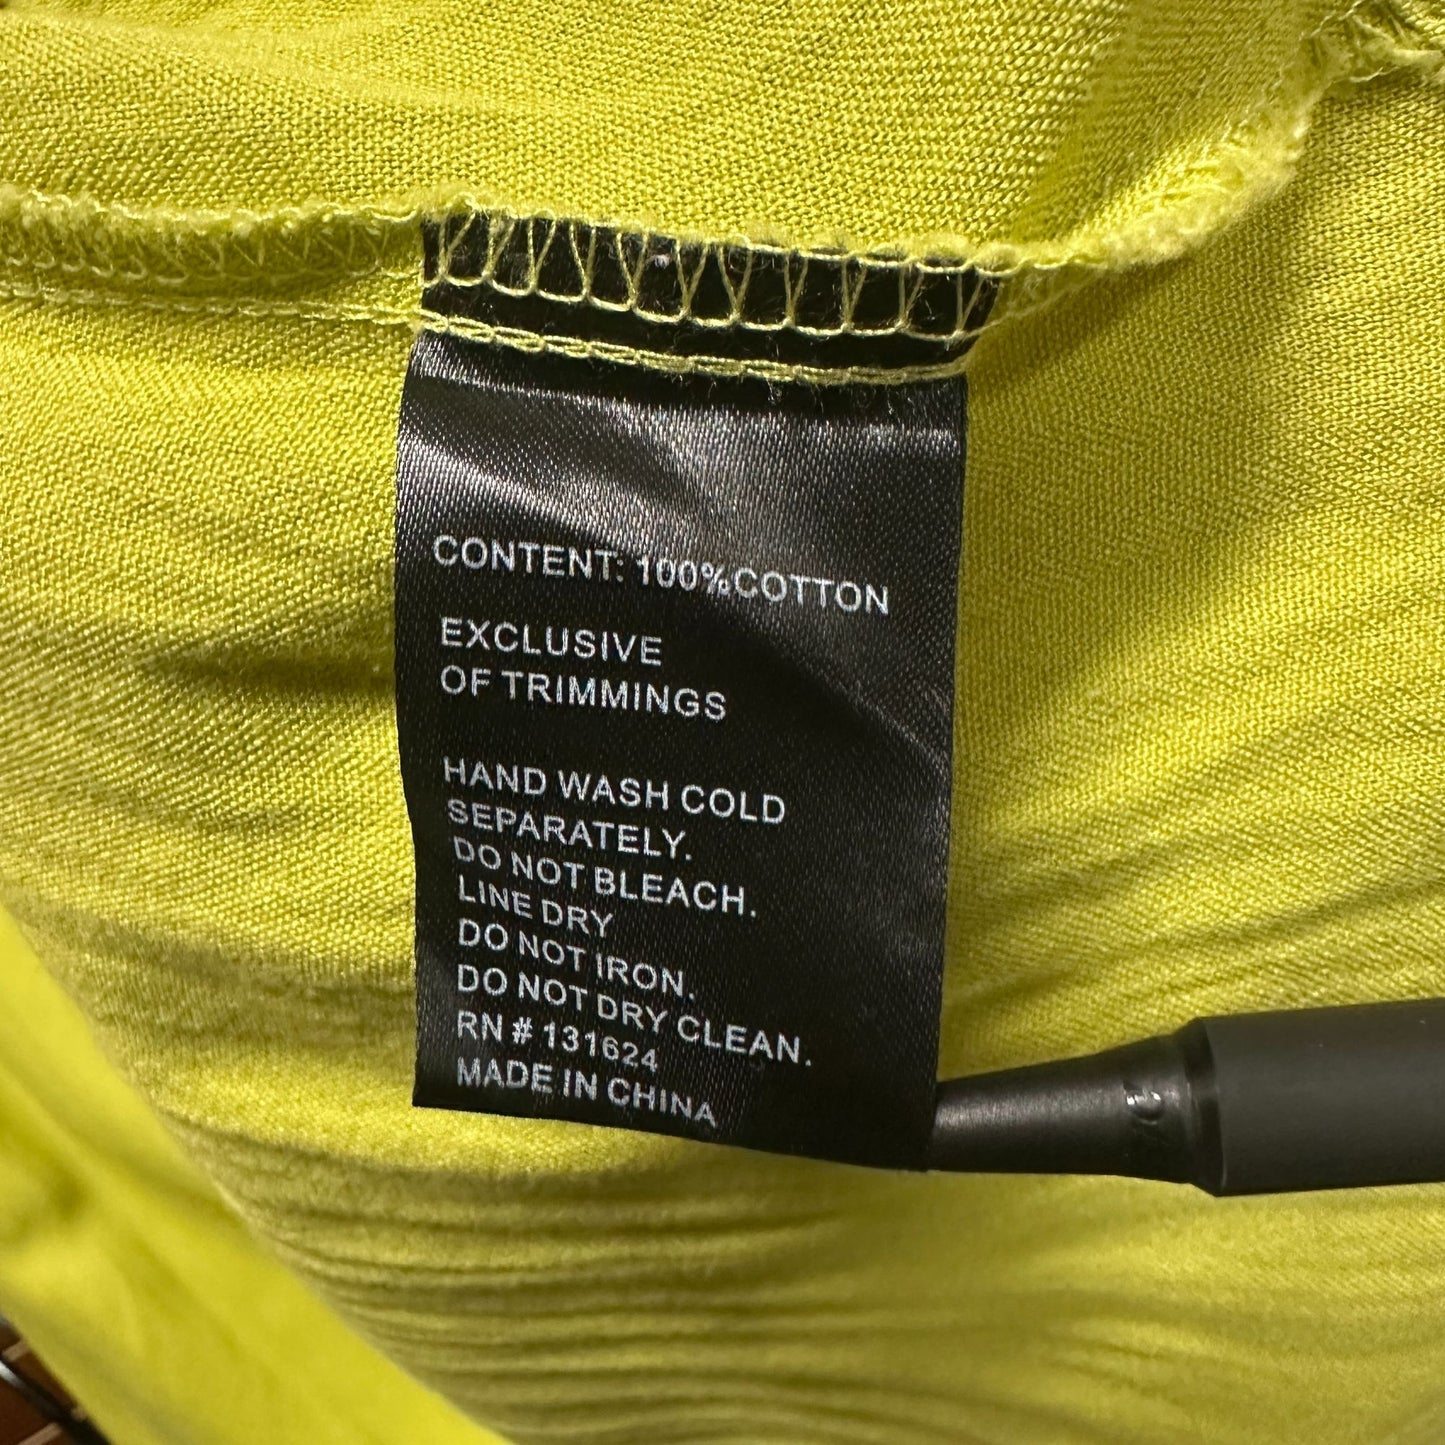 CONTENT: 100%COTTON
EXCLUSIVE
OF TRIMMINGS
HAND WASH COLD
SEPARATELY.
DO NOT BLEACH.
LINE DRY
DO NOT IRON.
DO NOT DRY CLEAN.
RN # 131624
MADE IN CHINA